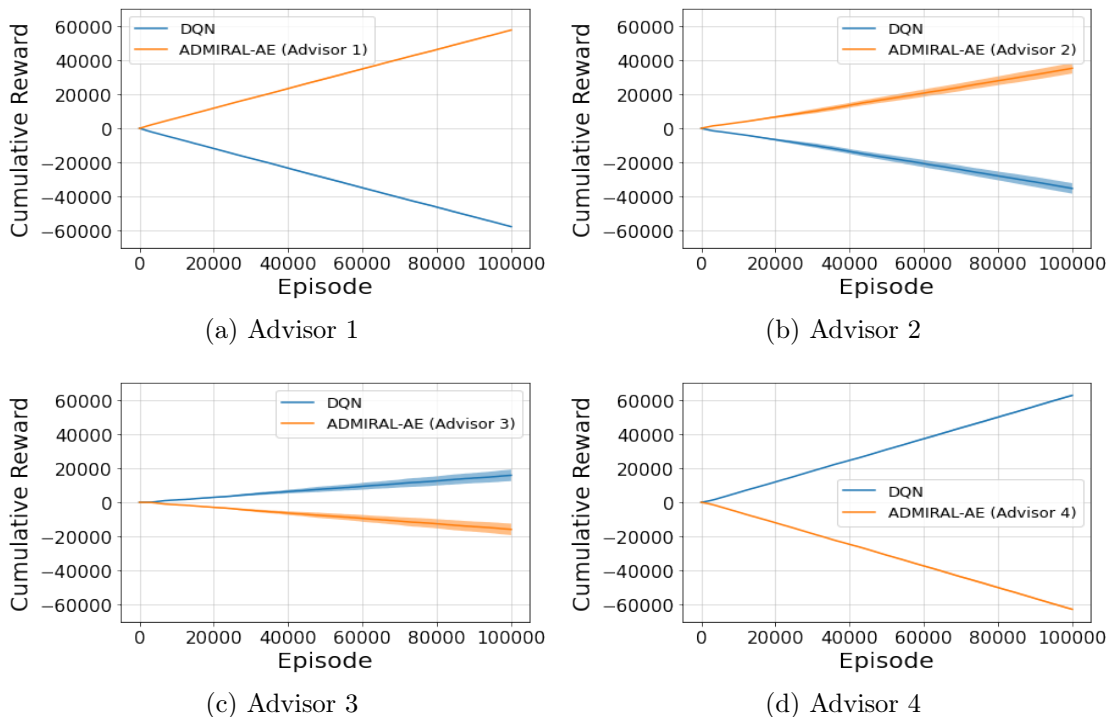 60000
40000
20000
0
−20000
−40000
−60000
Cumulative Reward
DQN
ADMIRAL-AE (Advisor 1)
0 20000 40000 60000 80000 100000
Episode
(a) Advisor 1
60000
40000
20000
0
−20000
−40000
−60000
Cumulative Reward
DQN
ADMIRAL-AE (Advisor 2)
0 20000 40000 60000 80000 100000
Episode
(b) Advisor 2
60000
40000
20000
0
−20000
−40000
−60000
Cumulative Reward
DQN
ADMIRAL-AE (Advisor 3)
0 20000 40000 60000 80000 100000
Episode
(c) Advisor 3
60000
40000
20000
0
−20000
−40000
−60000
Cumulative Reward
DQN
ADMIRAL-AE (Advisor 4)
0 20000 40000 60000 80000 100000
Episode
(d) Advisor 4